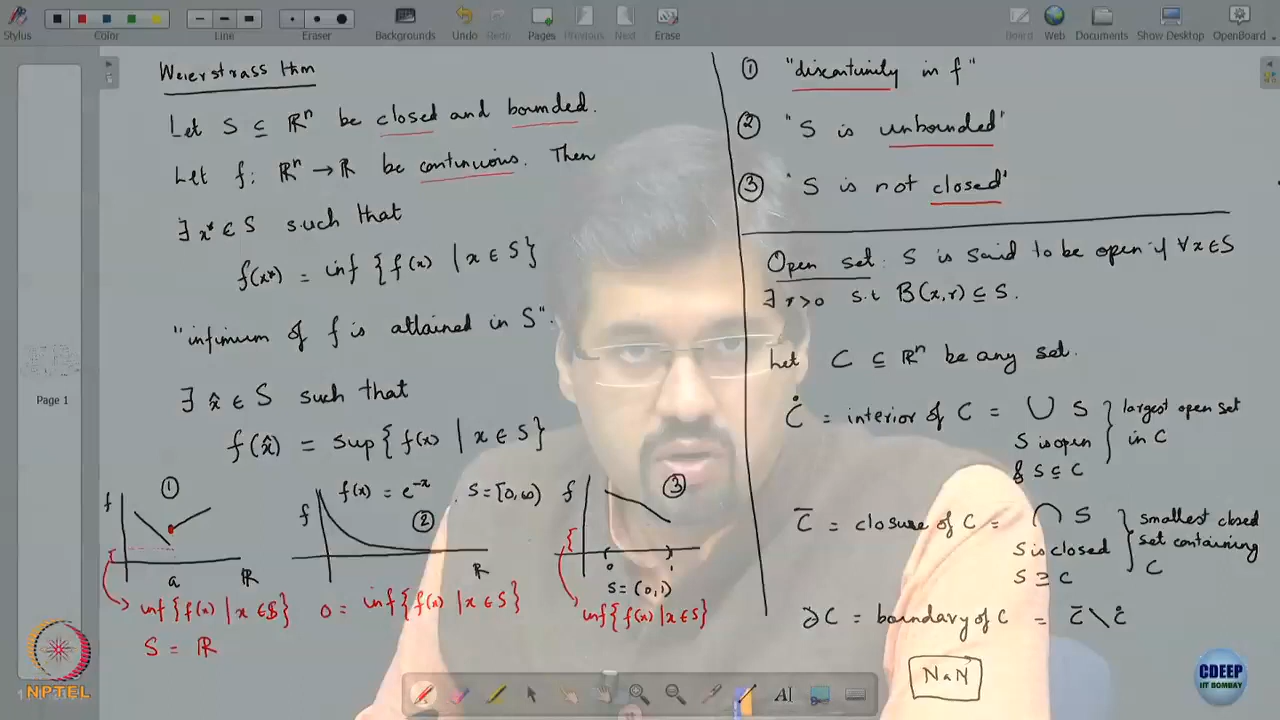 Stylus
Color
Line
Eraser
Backgrounds
Undo
Redo
Pages
Previous
Next
Erase
Board
Web
Documents
Show Desktop
OpenBoard
Page 1
Weierstrass thm
Let S ⊆ ℝⁿ be closed and bounded.
Let f: ℝⁿ → ℝ be continuous. Then
∃ x* ∈ S such that
f(x*) = inf {f(x) | x ∈ S}
"infimum of f is attained in S".
∃ x̂ ∈ S such that
f(x̂) = sup{f(x) | x ∈ S}
f
①
a
ℝ
inf{f(x) | x ∈ S}
S = ℝ
f(x) = e^{-x}, S = [0,∞)
f
②
ℝ
0 = inf{f(x) | x ∈ S}
f
③
0
1
S = (0,1)
inf{f(x) | x ∈ S}
① "discontinuity in f"
② "S is unbounded"
③ "S is not closed"
Open set: S is said to be open if ∀x∈S
∃ r>0 s.t B(x,r) ⊆ S.
Let C ⊆ ℝⁿ be any set.
C̊ = interior of C = ∪ S } largest open set
S is open in C
& S ⊆ C
C̄ = closure of C = ∩ S } smallest closed
S is closed set containing
S ⊇ C C
∂C = boundary of C = C̄ \ C̊
NaN
NPTEL
CDEEP
IIT BOMBAY